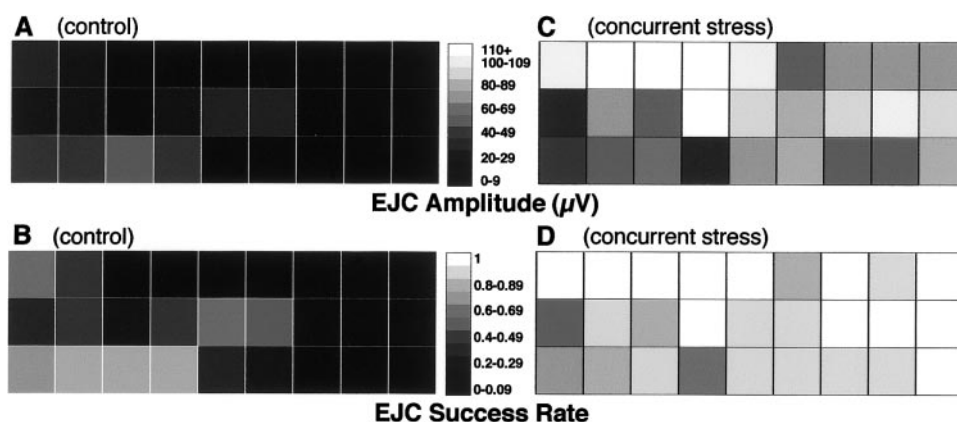 A (control)
C (concurrent stress)
110+
100-109
80-89
60-69
40-49
20-29
0-9
EJC Amplitude (µV)
B (control)
D (concurrent stress)
1
0.8-0.89
0.6-0.69
0.4-0.49
0.2-0.29
0-0.09
EJC Success Rate